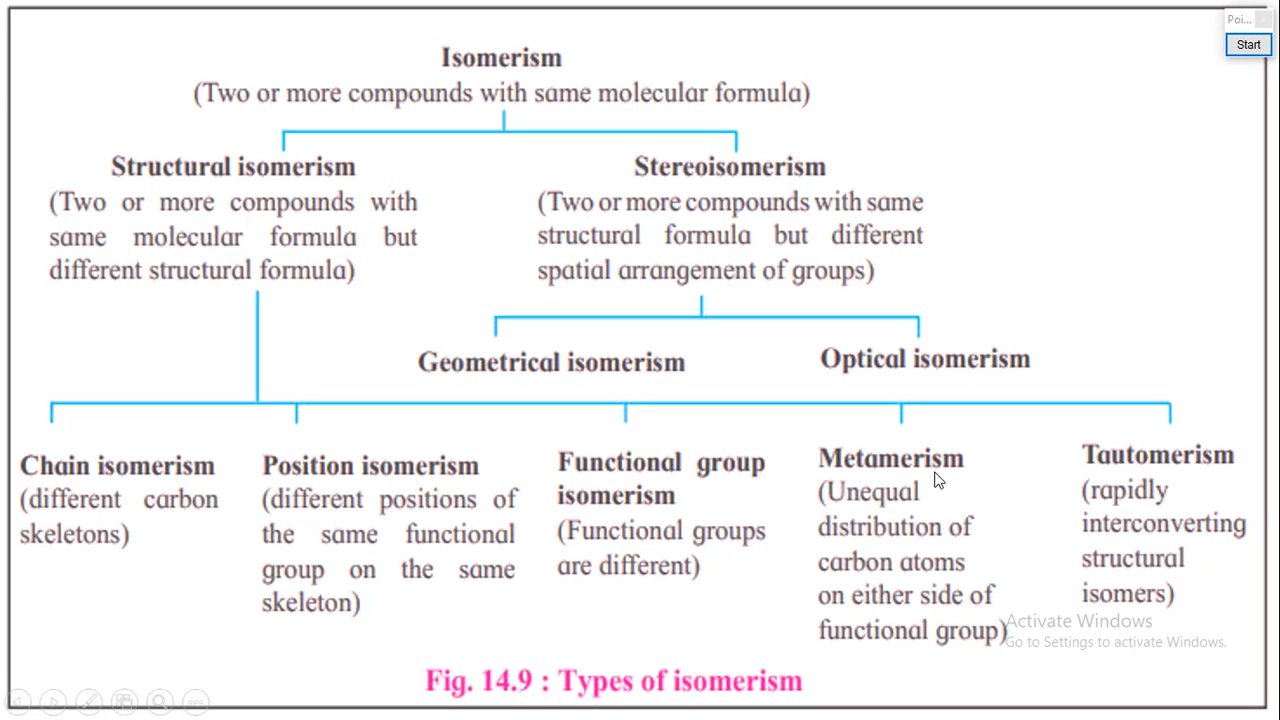 Poi...
Start
Isomerism
(Two or more compounds with same molecular formula)
Structural isomerism
(Two or more compounds with
same molecular formula but
different structural formula)
Stereoisomerism
(Two or more compounds with same
structural formula but different
spatial arrangement of groups)
Geometrical isomerism
Optical isomerism
Chain isomerism
(different carbon
skeletons)
Position isomerism
(different positions of
the same functional
group on the same
skeleton)
Functional group
isomerism
(Functional groups
are different)
Metamerism
(Unequal
distribution of
carbon atoms
on either side of
functional group)
Tautomerism
(rapidly
interconverting
structural
isomers)
Activate Windows
Go to Settings to activate Windows.
Fig. 14.9 : Types of isomerism